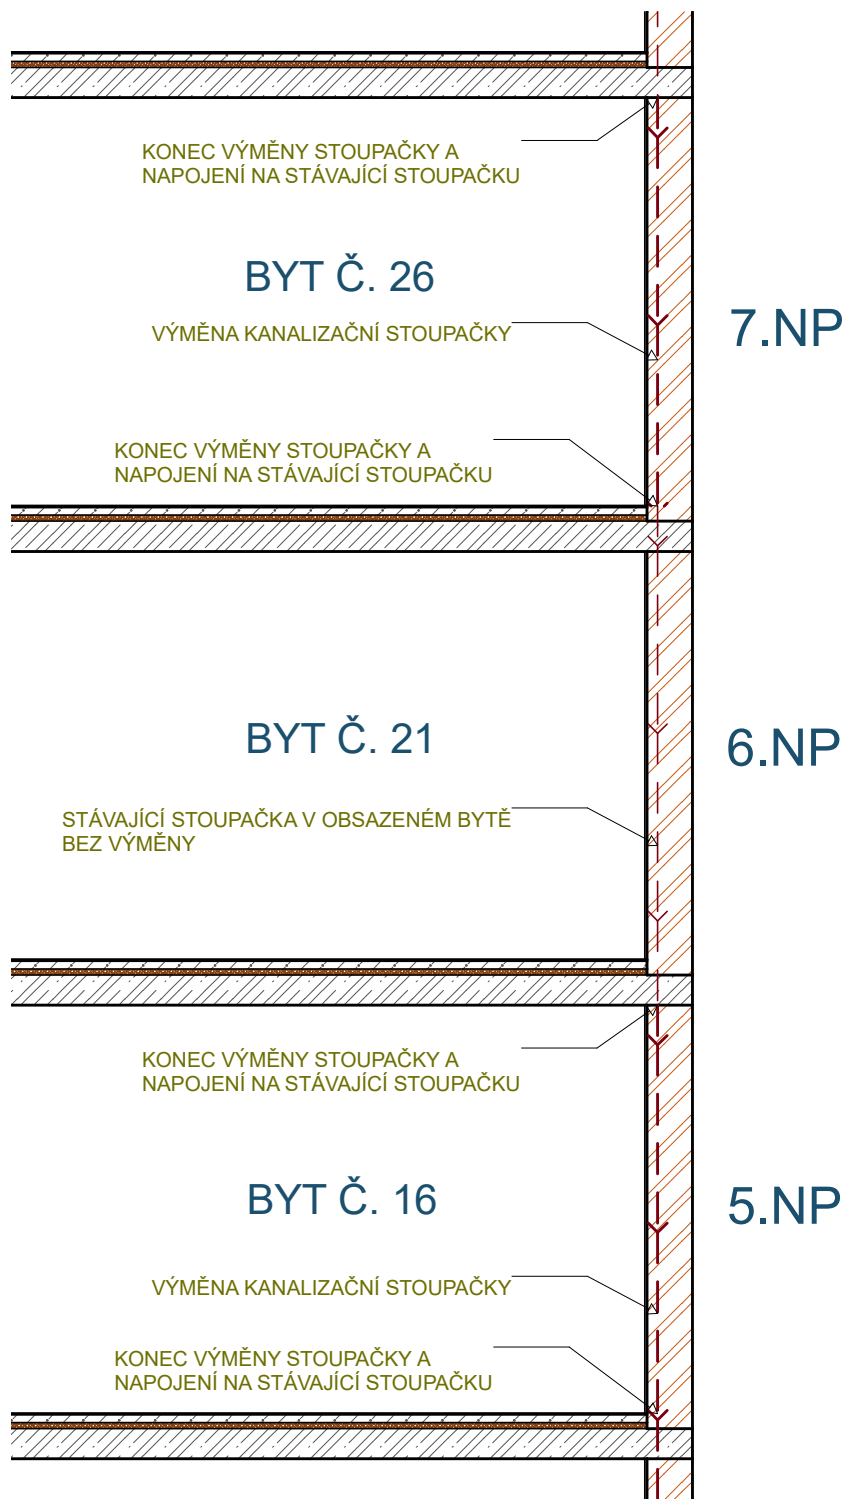 KONEC VÝMĚNY STOUPAČKY A
NAPOJENÍ NA STÁVAJÍCÍ STOUPAČKU
BYT Č. 26
7.NP
VÝMĚNA KANALIZAČNÍ STOUPAČKY
KONEC VÝMĚNY STOUPAČKY A
NAPOJENÍ NA STÁVAJÍCÍ STOUPAČKU
BYT Č. 21
6.NP
STÁVAJÍCÍ STOUPAČKA V OBSAZENÉM BYTĚ
BEZ VÝMĚNY
KONEC VÝMĚNY STOUPAČKY A
NAPOJENÍ NA STÁVAJÍCÍ STOUPAČKU
BYT Č. 16
5.NP
VÝMĚNA KANALIZAČNÍ STOUPAČKY
KONEC VÝMĚNY STOUPAČKY A
NAPOJENÍ NA STÁVAJÍCÍ STOUPAČKU